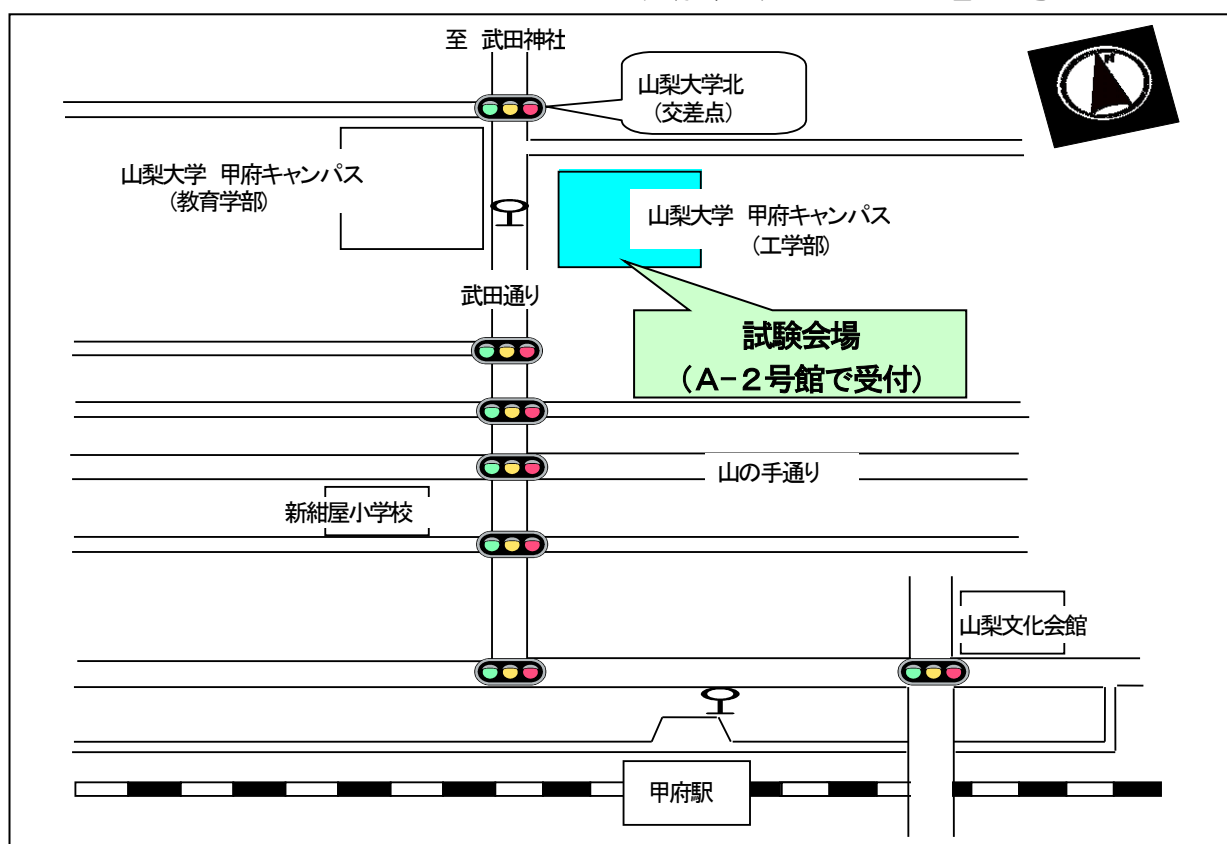 至 武田神社
山梨大学北
(交差点)
山梨大学 甲府キャンパス
(教育学部)
山梨大学 甲府キャンパス
(工学部)
武田通り
試験会場
(A-2号館で受付)
山の手通り
新紺屋小学校
山梨文化会館
甲府駅